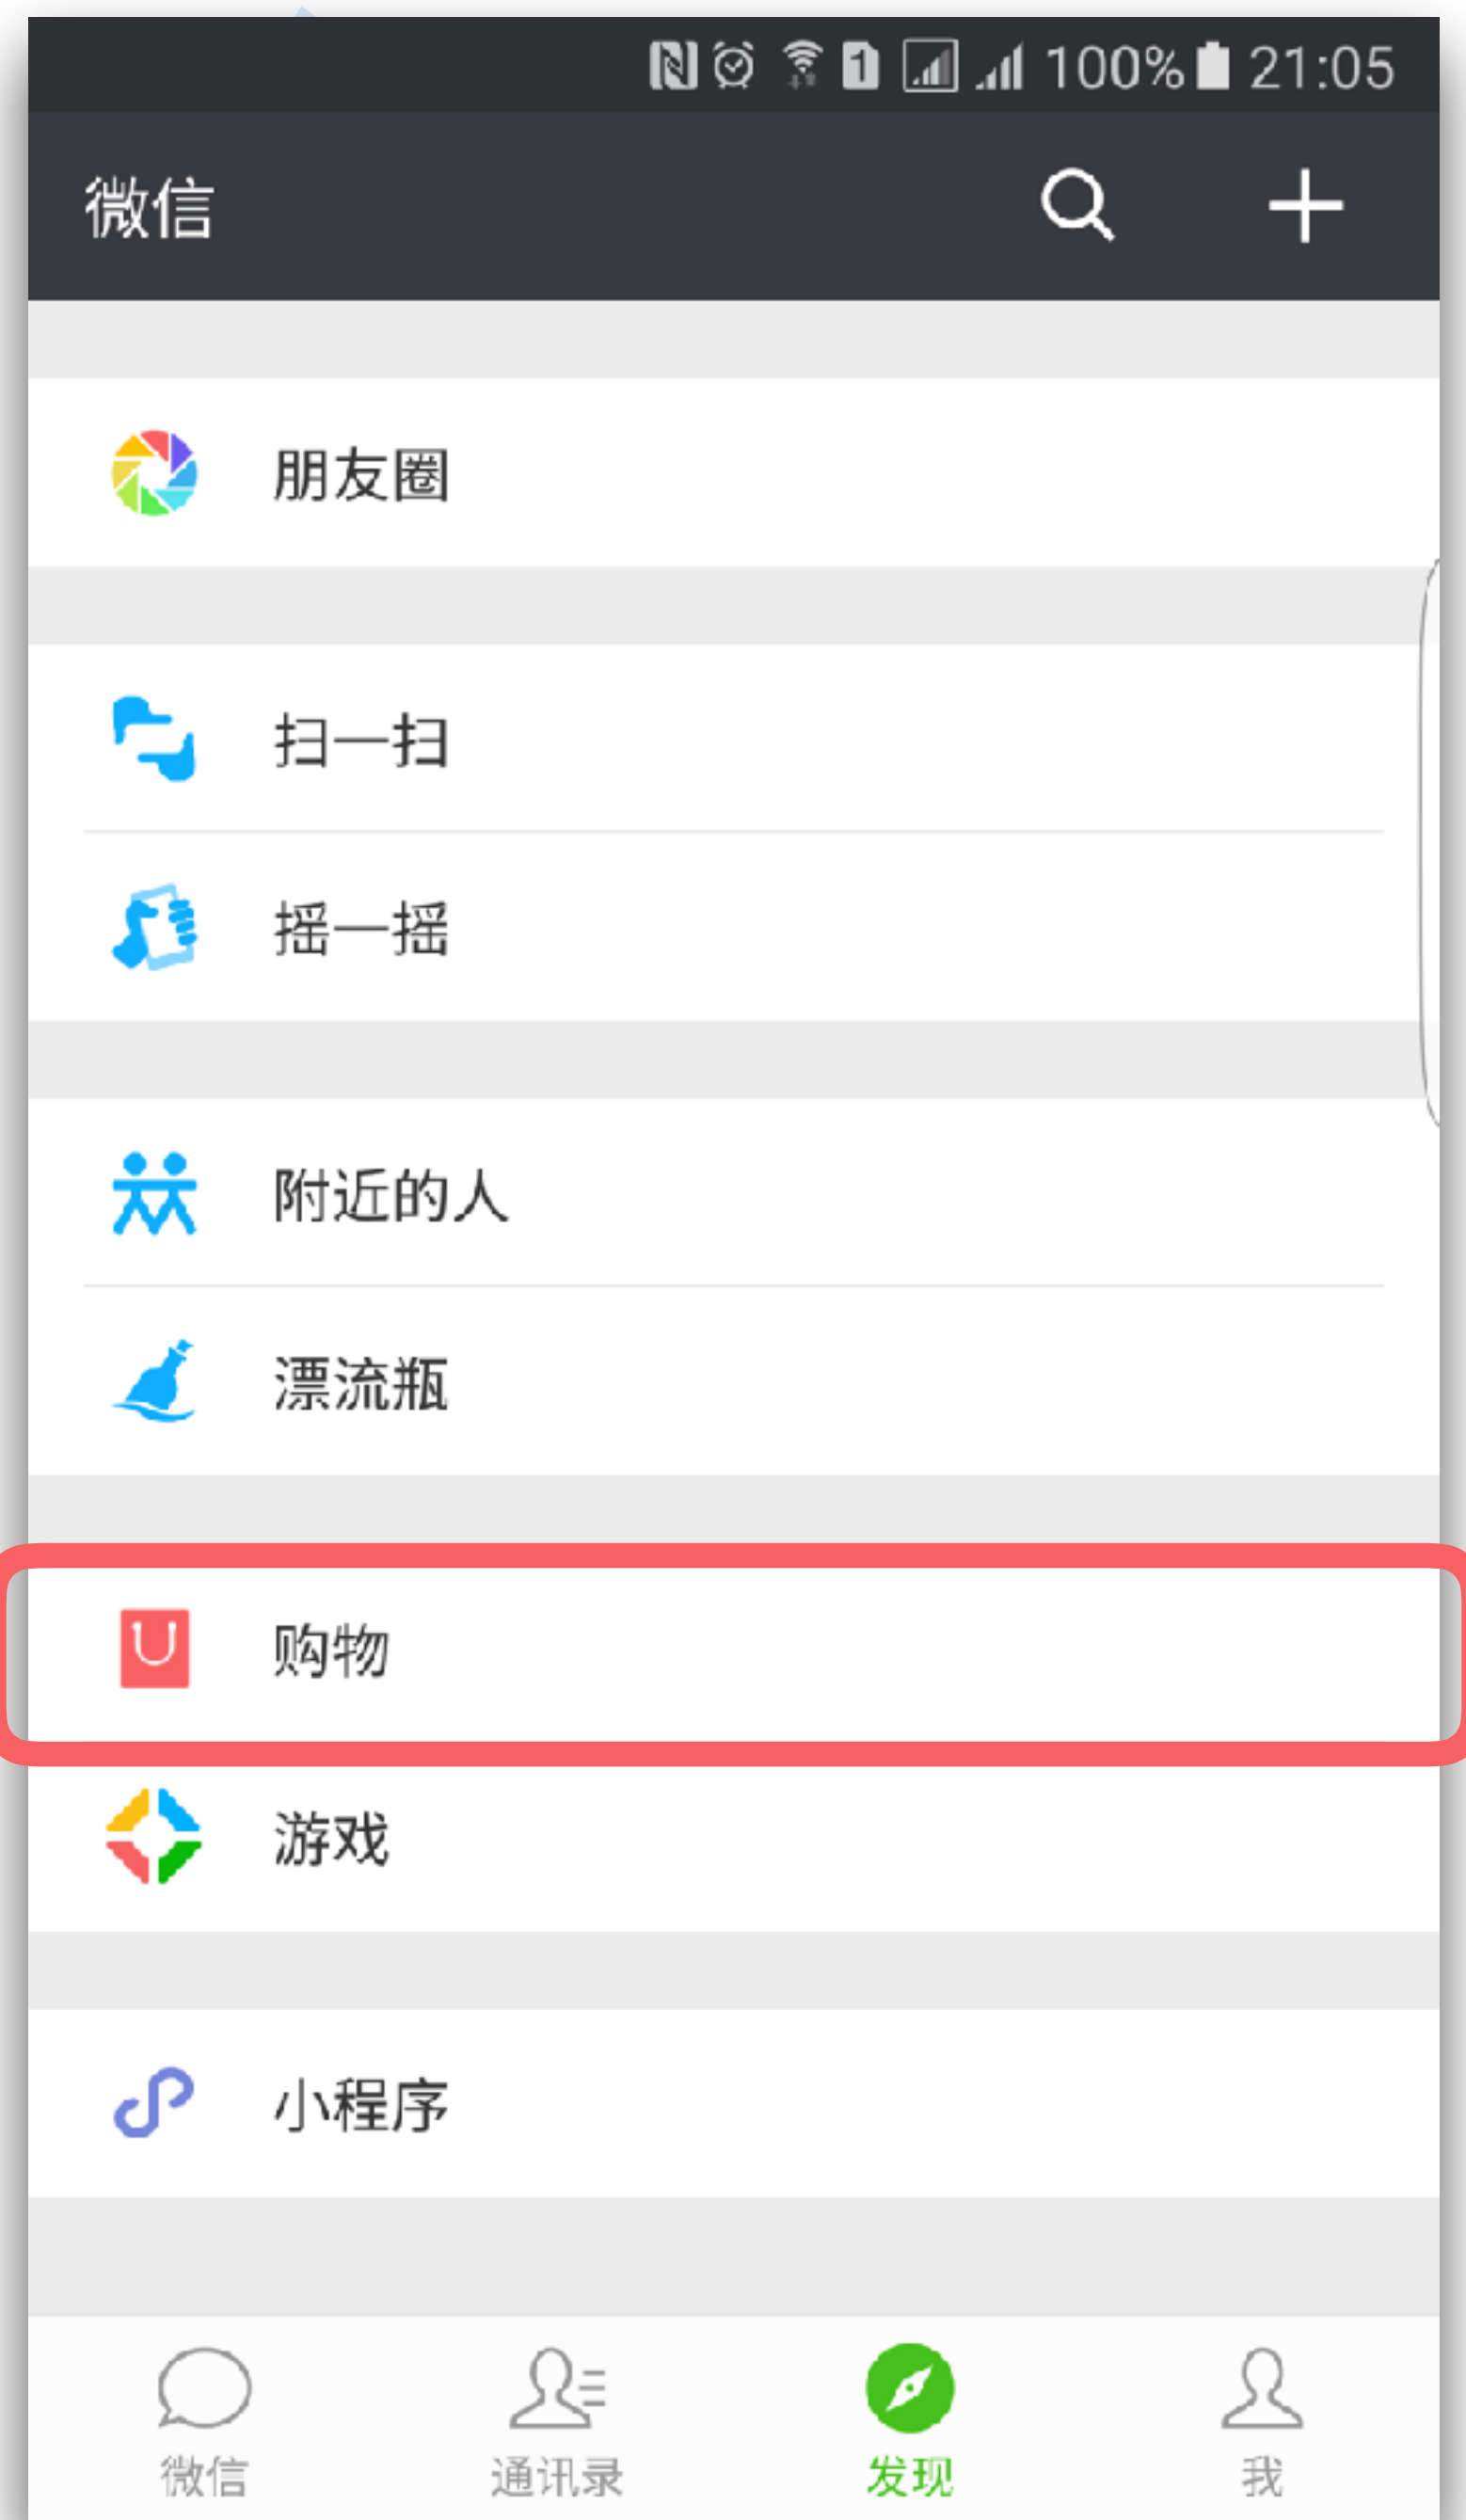 1 100% 21:05
微信
朋友圈
扫一扫
摇一摇
附近的人
漂流瓶
购物
游戏
小程序
微信 通讯录 发现 我